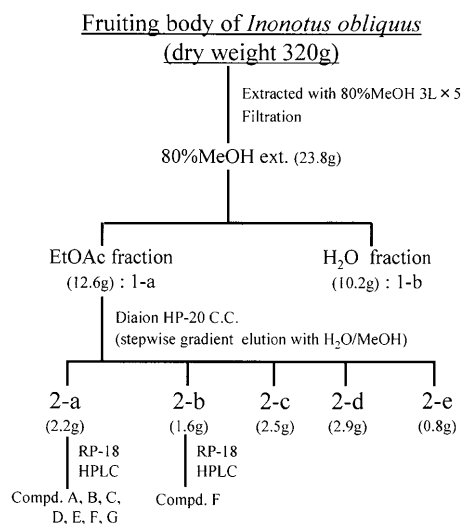 Fruiting body of Inonotus obliquus
(dry weight 320g)
Extracted with 80%MeOH 3L × 5
Filtration
80%MeOH ext. (23.8g)
EtOAc fraction
(12.6g) : 1-a
H₂O fraction
(10.2g) : 1-b
Diaion HP-20 C.C.
(stepwise gradient elution with H₂O/MeOH)
2-a 2-b 2-c 2-d 2-e
(2.2g) (1.6g) (2.5g) (2.9g) (0.8g)
RP-18 RP-18
HPLC HPLC
Compd. A, B, C, Compd. F
D, E, F, G